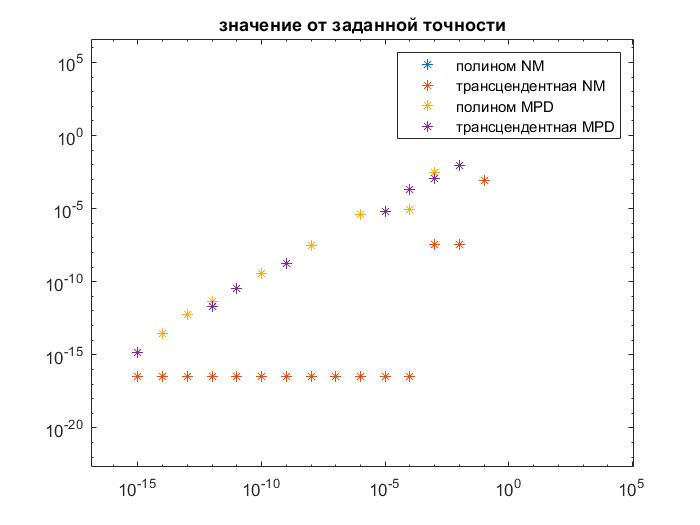 значение от заданной точности
полином NM
трансцендентная NM
полином MPD
трансцендентная MPD
10^5
10^0
10^-5
10^-10
10^-15
10^-20
10^-15 10^-10 10^-5 10^0 10^5